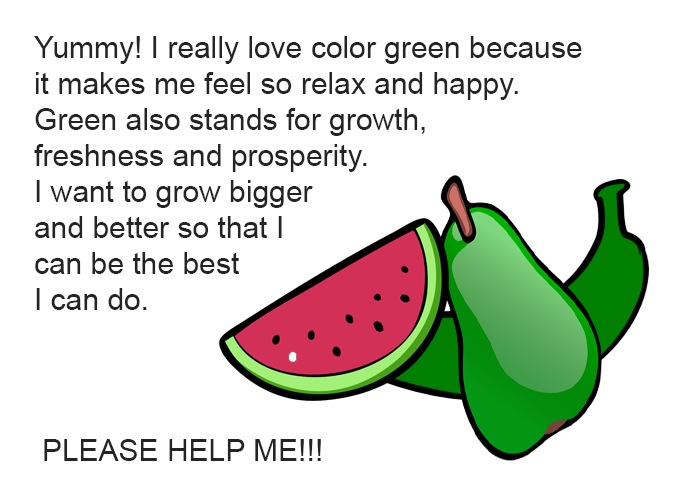 Yummy! I really love color green because
it makes me feel so relax and happy.
Green also stands for growth,
freshness and prosperity.
I want to grow bigger
and better so that I
can be the best
I can do.
PLEASE HELP ME!!!